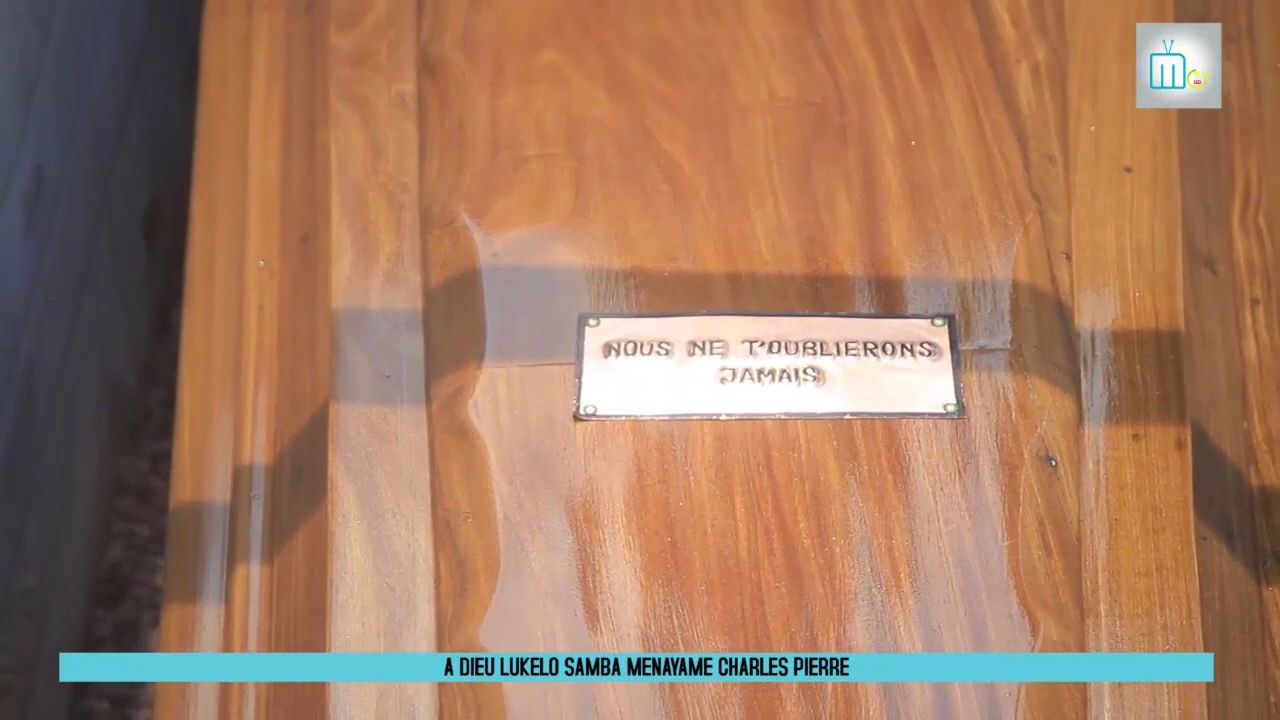 NOUS NE T'OUBLIERONS
JAMAIS
A DIEU LUKELO SAMBA MENAYAME CHARLES PIERRE